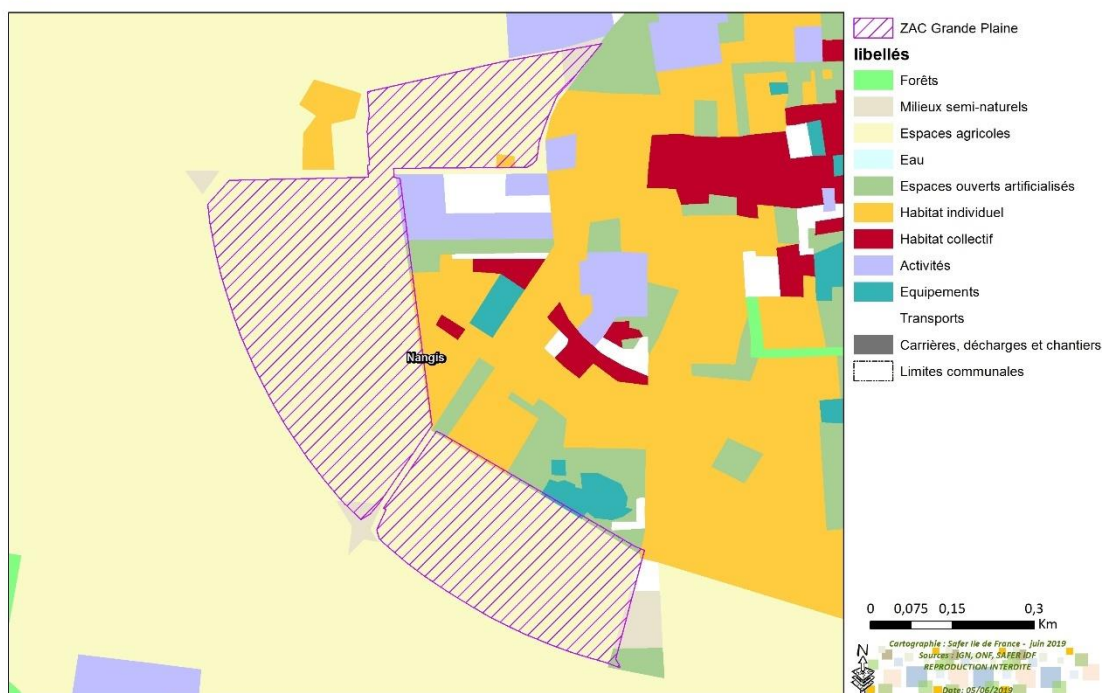 Nangis
ZAC Grande Plaine
libellés
Forêts
Milieux semi-naturels
Espaces agricoles
Eau
Espaces ouverts artificialisés
Habitat individuel
Habitat collectif
Activités
Equipements
Transports
Carrières, décharges et chantiers
Limites communales
0 0,075 0,15 0,3
Km
N
Cartographie : Safer Ile de France - juin 2019
Sources : IGN, ONF, SAFER IDF
REPRODUCTION INTERDITE
Date: 05/06/2019